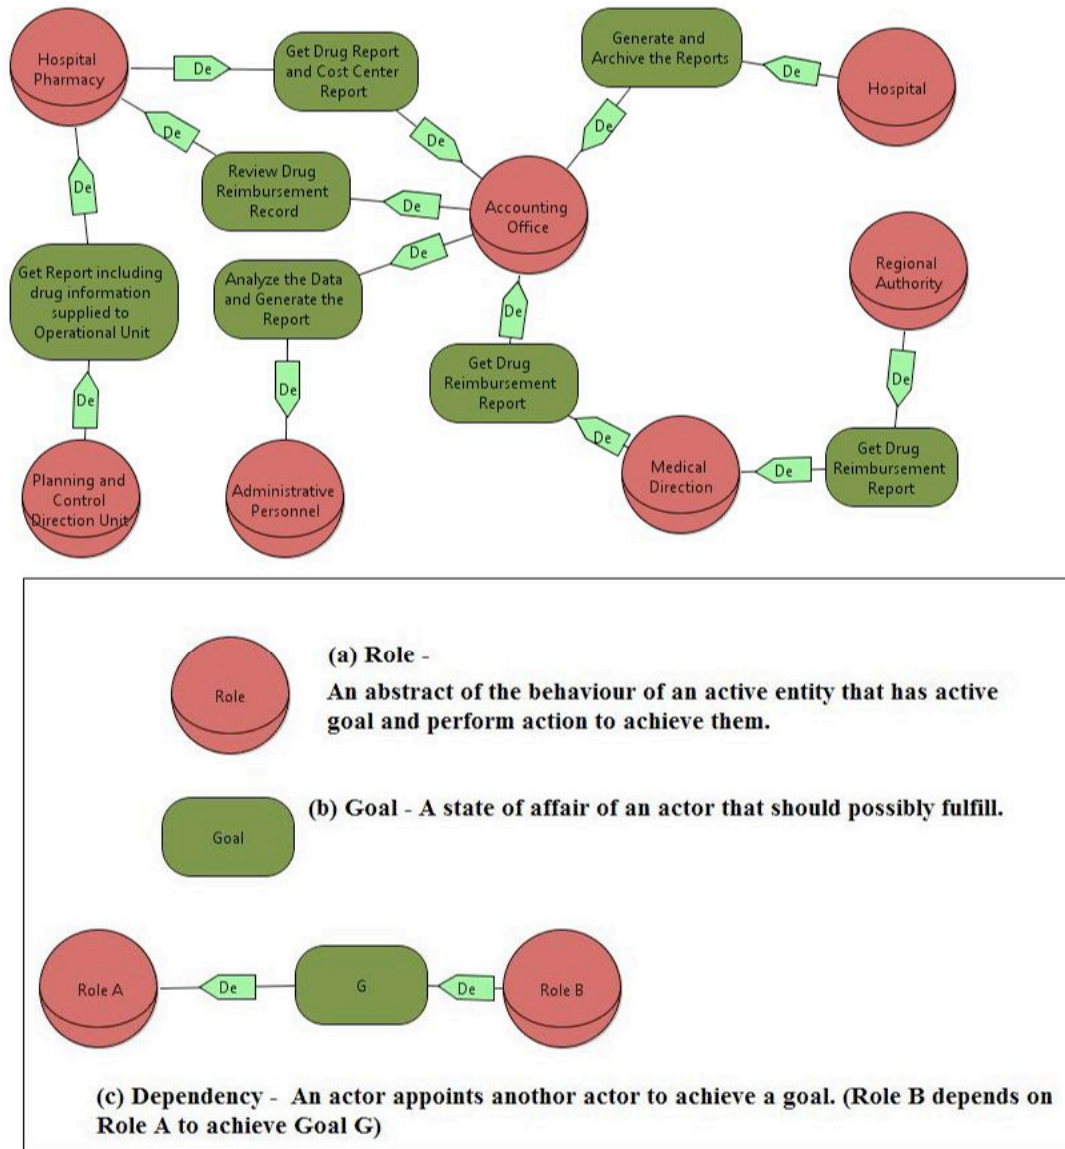 Hospital
Pharmacy
De
Get Drug Report
and Cost Center
Report
De
Generate and
Archive the Reports
De
Hospital
De
De
Review Drug
Reimbursement
Record
De
Accounting
Office
De
Get Report including
drug information
supplied to
Operational Unit
Analyze the Data
and Generate the
Report
De
Regional
Authority
De
De
Get Drug
Reimbursement
Report
De
De
De
Planning and
Control
Direction Unit
Administrative
Personnel
De
Medical
Direction
De
Get Drug
Reimbursement
Report
Role
(a) Role -
An abstract of the behaviour of an active entity that has active
goal and perform action to achieve them.
Goal
(b) Goal - A state of affair of an actor that should possibly fulfill.
Role A
De
G
De
Role B
(c) Dependency - An actor appoints anothor actor to achieve a goal. (Role B depends on
Role A to achieve Goal G)